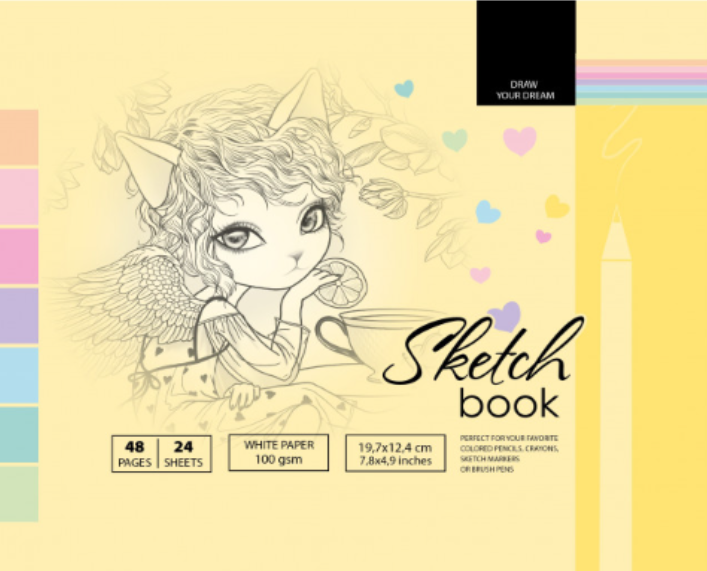 DRAW
YOUR DREAM
Sketch
book
48 PAGES
24 SHEETS
WHITE PAPER
100 gsm
19,7x12,4 cm
7,8x4,9 inches
PERFECT FOR YOUR FAVORITE
COLORED PENCILS, CRAYONS,
SKETCH MARKERS
OR BRUSH PENS